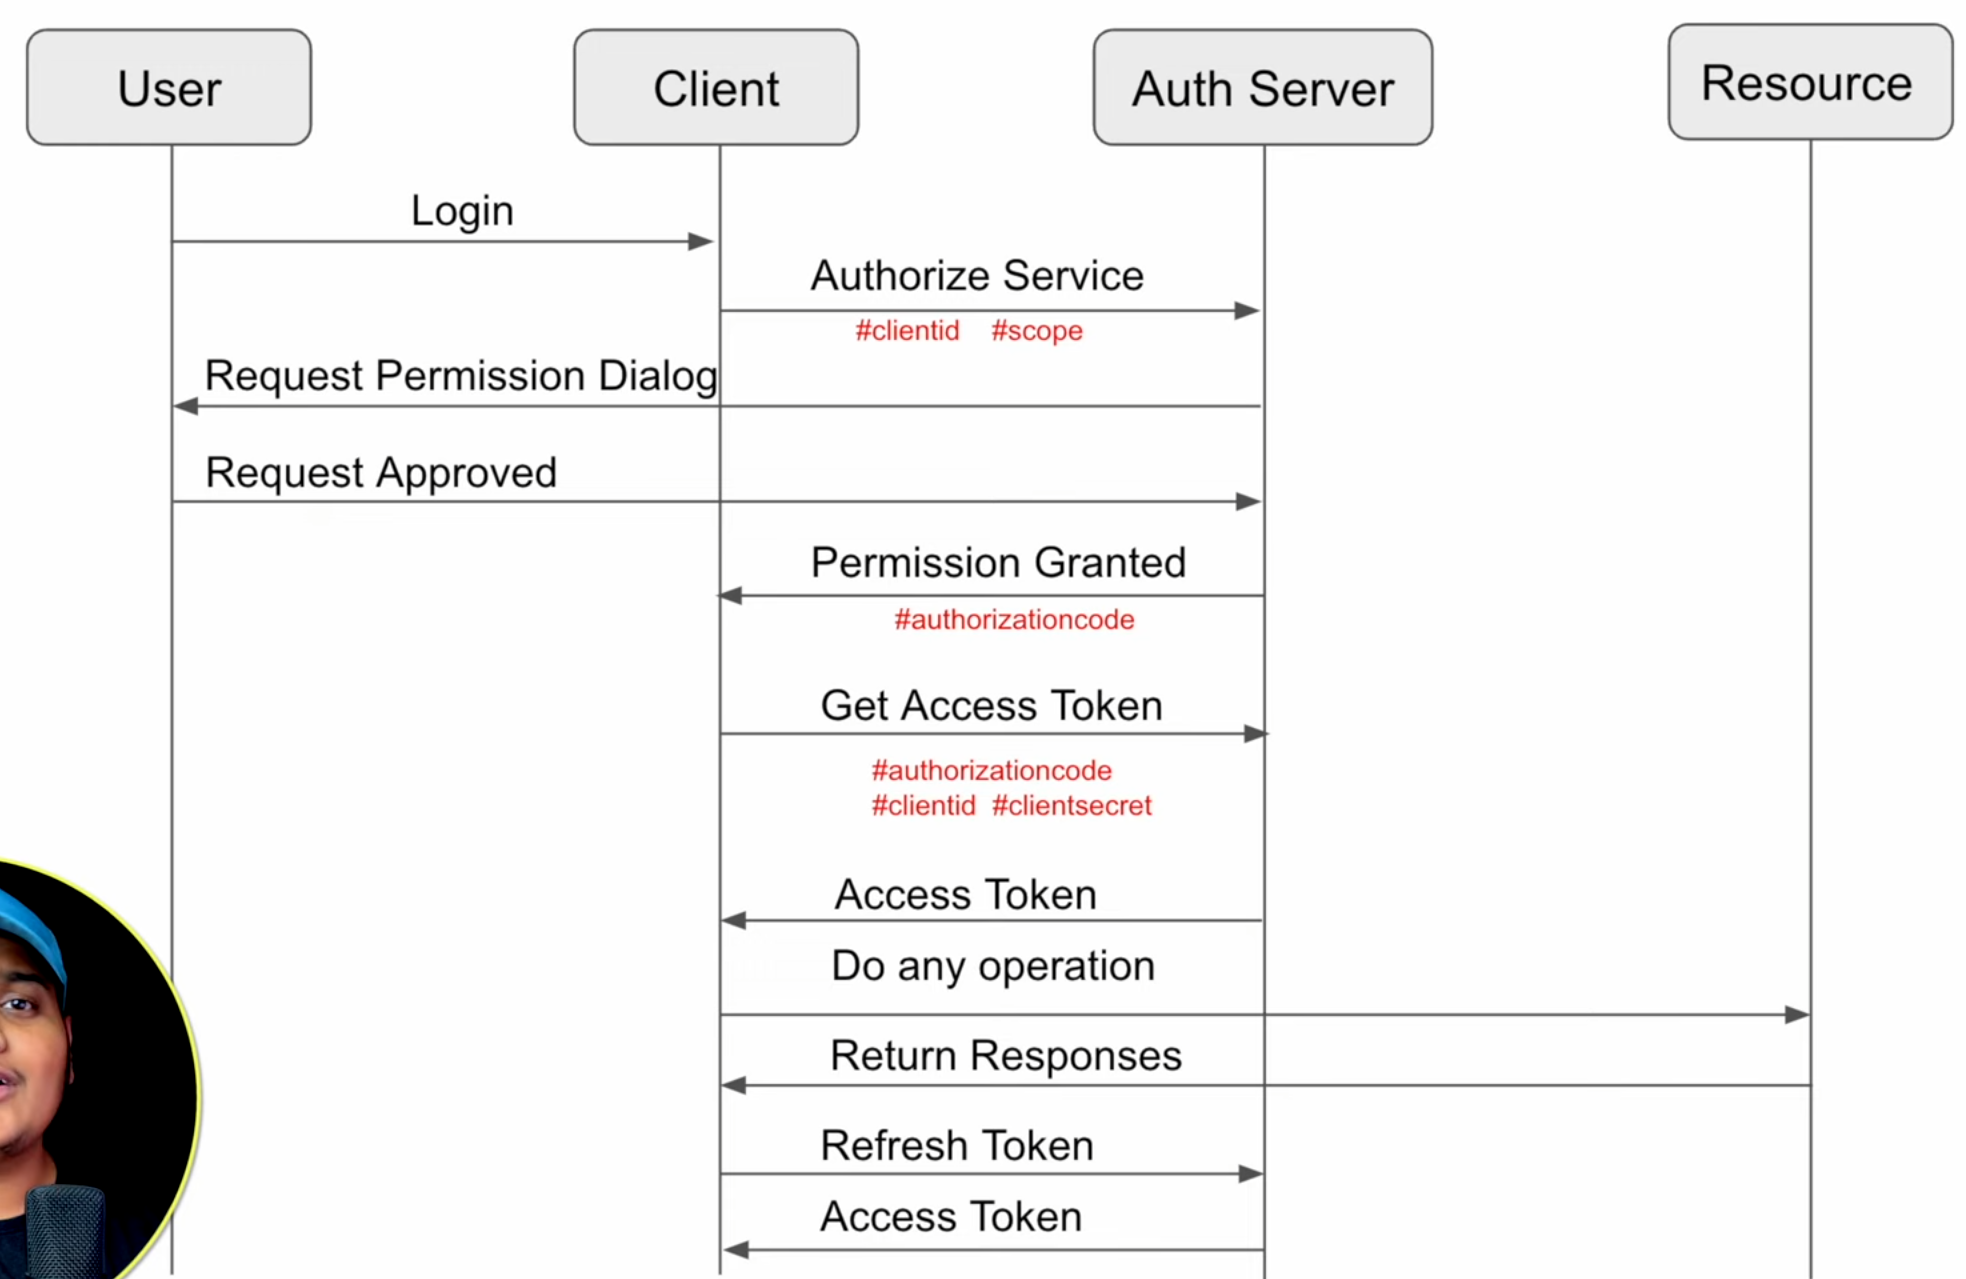 User
Client
Auth Server
Resource
Login
Authorize Service
#clientid #scope
Request Permission Dialog
Request Approved
Permission Granted
#authorizationcode
Get Access Token
#authorizationcode
#clientid #clientsecret
Access Token
Do any operation
Return Responses
Refresh Token
Access Token